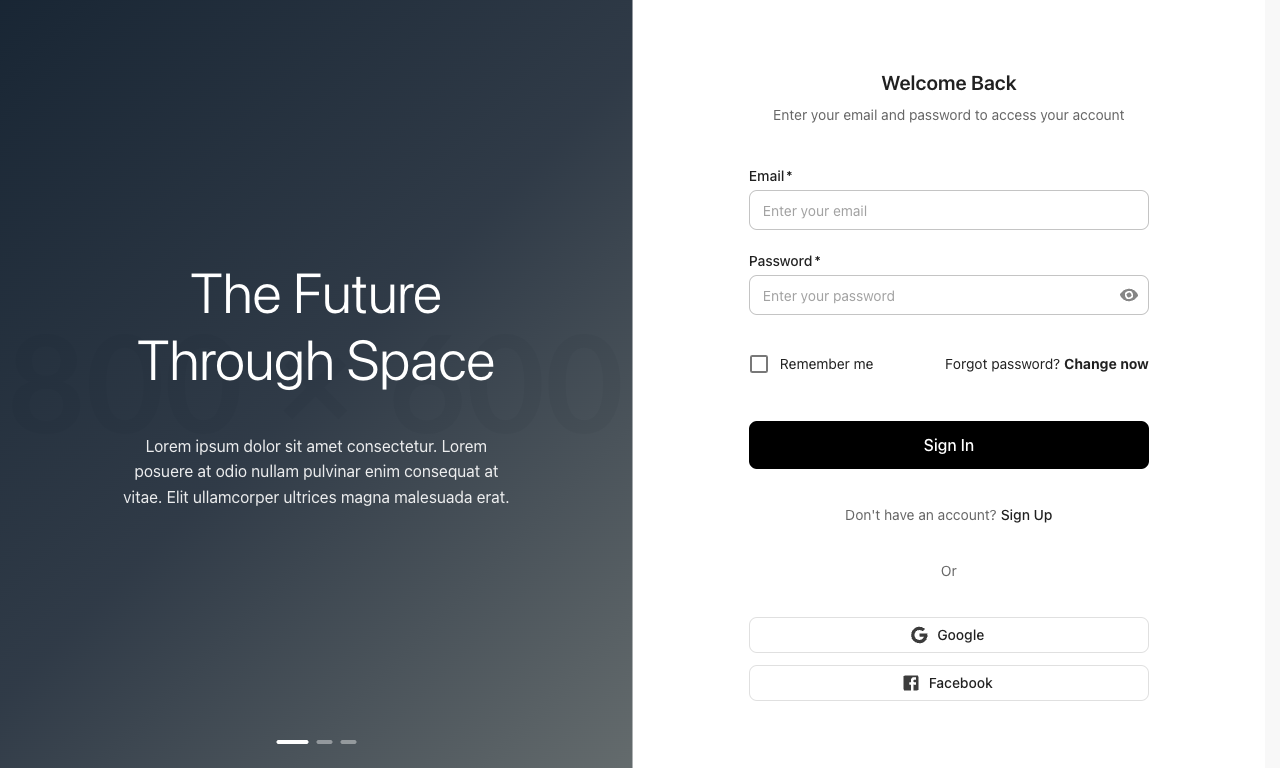 The Future
Through Space
800 × 600
Lorem ipsum dolor sit amet consectetur. Lorem
posuere at odio nullam pulvinar enim consequat at
vitae. Elit ullamcorper ultrices magna malesuada erat.
Welcome Back
Enter your email and password to access your account
Email*
Enter your email
Password*
Enter your password
Remember me
Forgot password? Change now
Sign In
Don't have an account? Sign Up
Or
Google
Facebook